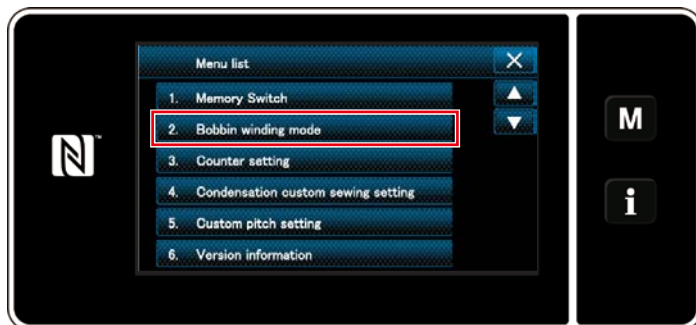 Menu list
1. Memory Switch
2. Bobbin winding mode
3. Counter setting
4. Condensation custom sewing setting
5. Custom pitch setting
6. Version information
M
i